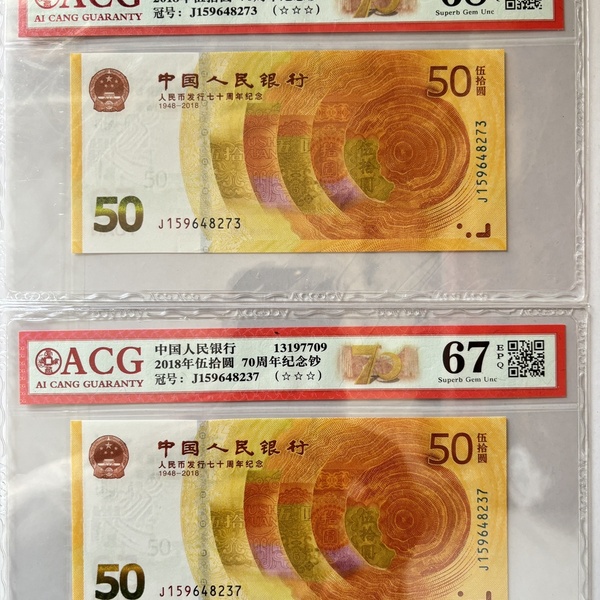 ACG
AI CANG GUARANTY
冠号: J159648273 (☆☆☆)
Superb Gem Unc
中国人民银行
人民币发行七十周年纪念
1948-2018
50
伍拾圆
J159648273
50
50
J159648273
ACG
AI CANG GUARANTY
中国人民银行 13197709
2018年伍拾圆 70周年纪念钞
冠号: J159648237 (☆☆☆)
70
67
EPQ
Superb Gem Unc
中国人民银行
人民币发行七十周年纪念
1948-2018
50
伍拾圆
J159648237
50
50
J159648237